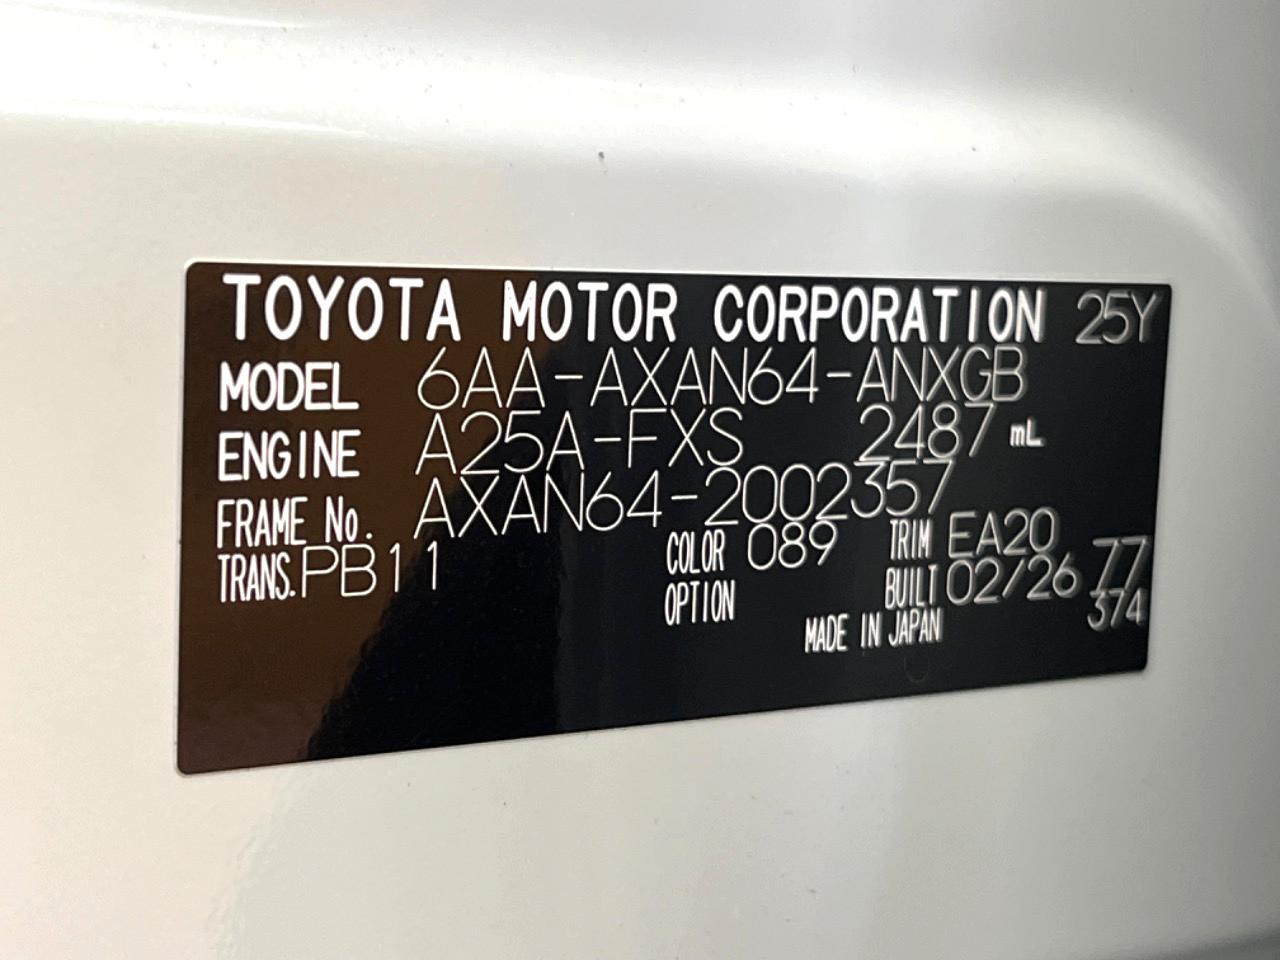 TOYOTA MOTOR CORPORATION 25Y
MODEL 6AA-AXAN64-ANXGB
ENGINE A25A-FXS 2487 mL
FRAME No. AXAN64-2002357
TRANS. PB11 COLOR 089 TRIM EA20 77
OPTION BUILT 02/26 374
MADE IN JAPAN